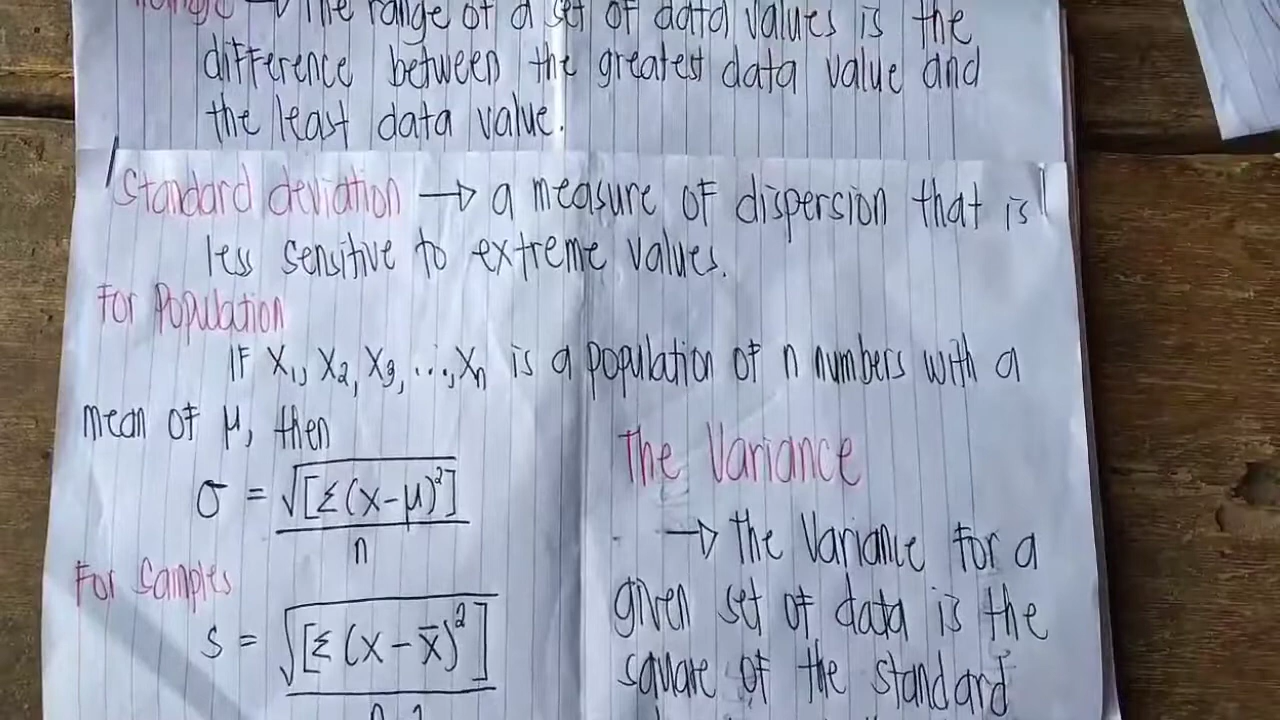 Range → The range of a set of data values is the
difference between the greatest data value and
the least data value.
Standard deviation → a measure of dispersion that is
less sensitive to extreme values.
For Population
If X₁, X₂, X₃, ..., Xn is a population of n numbers with a
mean of μ, then
σ = √[Σ(x-μ)²]
n
For Samples
s = √[Σ(x-x̄)²]
The Variance
→ The Variance for a
given set of data is the
square of the standard